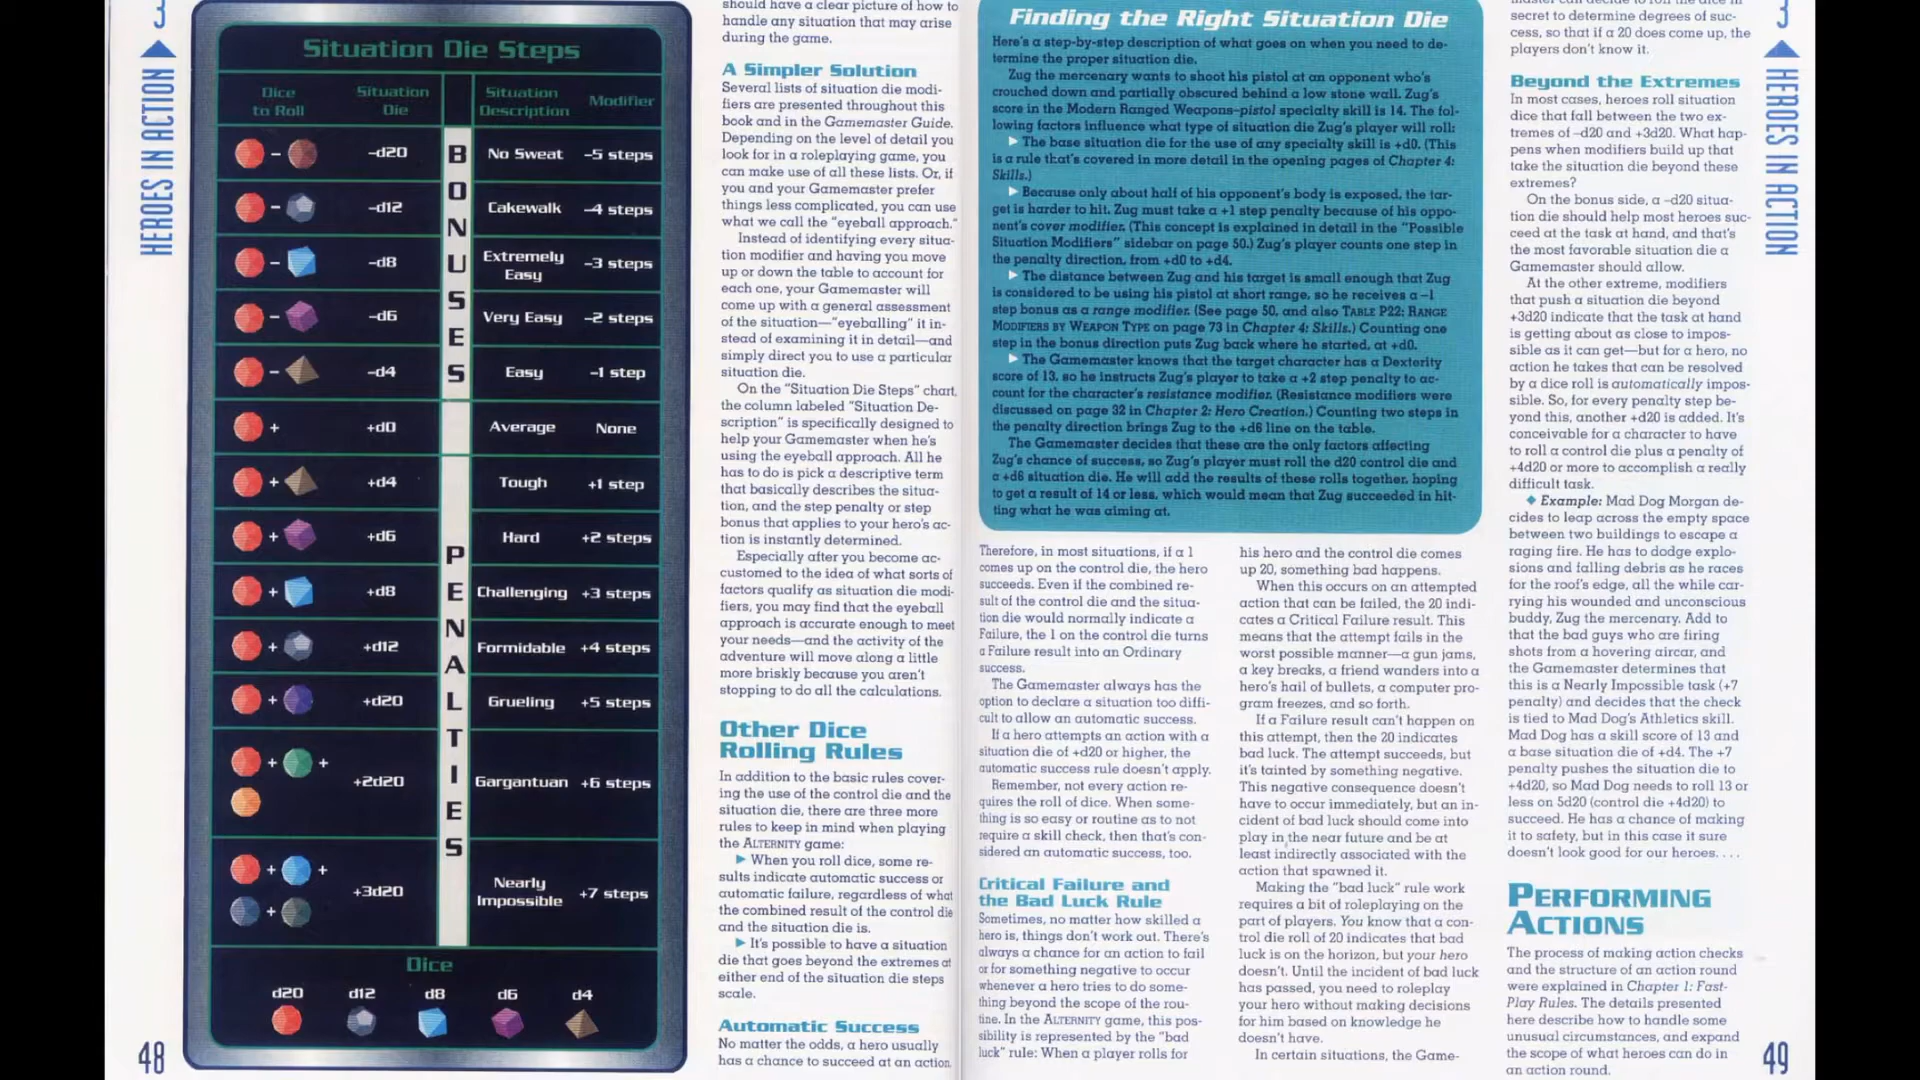 3
HEROES IN ACTION
Situation Die Steps
Dice to Roll
Situation Die
Situation Description
Modifier
BONUSES
-d20 No Sweat -5 steps
-d12 Cakewalk -4 steps
-d8 Extremely Easy -3 steps
-d6 Very Easy -2 steps
-d4 Easy -1 step
+
+d0 Average None
PENALTIES
+d4 Tough +1 step
+d6 Hard +2 steps
+d8 Challenging +3 steps
+d12 Formidable +4 steps
+d20 Grueling +5 steps
+2d20 Gargantuan +6 steps
+3d20 Nearly Impossible +7 steps
Dice
d20 d12 d8 d6 d4
48
should have a clear picture of how to
handle any situation that may arise
during the game.
A Simpler Solution
Several lists of situation die modi-
fiers are presented throughout this
book and in the Gamemaster Guide.
Depending on the level of detail you
look for in a roleplaying game, you
can make use of all these lists. Or, if
you and your Gamemaster prefer
things less complicated, you can use
what we call the "eyeball approach."
Instead of identifying every situa-
tion modifier and having you move
up or down the table to account for
each one, your Gamemaster will
come up with a general assessment
of the situation—"eyeballing" it in-
stead of examining it in detail—and
simply direct you to use a particular
situation die.
On the "Situation Die Steps" chart,
the column labeled "Situation De-
scription" is specifically designed to
help your Gamemaster when he's
using the eyeball approach. All he
has to do is pick a descriptive term
that basically describes the situa-
tion, and the step penalty or step
bonus that applies to your hero's ac-
tion is instantly determined.
Especially after you become ac-
customed to the idea of what sorts of
factors qualify as situation die modi-
fiers, you may find that the eyeball
approach is accurate enough to meet
your needs—and the activity of the
adventure will move along a little
more briskly because you aren't
stopping to do all the calculations.
Other Dice
Rolling Rules
In addition to the basic rules cover-
ing the use of the control die and the
situation die, there are three more
rules to keep in mind when playing
the ALTERNITY game:
▶ When you roll dice, some re-
sults indicate automatic success or
automatic failure, regardless of what
the combined result of the control die
and the situation die is.
▶ It's possible to have a situation
die that goes beyond the extremes at
either end of the situation die steps
scale.
Automatic Success
No matter the odds, a hero usually
has a chance to succeed at an action.
Finding the Right Situation Die
Here's a step-by-step description of what goes on when you need to de-
termine the proper situation die.
Zug the mercenary wants to shoot his pistol at an opponent who's
crouched down and partially obscured behind a low stone wall. Zug's
score in the Modern Ranged Weapons–pistol specialty skill is 14. The fol-
lowing factors influence what type of situation die Zug's player will roll:
▶ The base situation die for the use of any specialty skill is +d0. (This
is a rule that's covered in more detail in the opening pages of Chapter 4:
Skills.)
▶ Because only about half of his opponent's body is exposed, the tar-
get is harder to hit. Zug must take a +1 step penalty because of his oppo-
nent's cover modifier. (This concept is explained in detail in the "Possible
Situation Modifiers" sidebar on page 50.) Zug's player counts one step in
the penalty direction, from +d0 to +d4.
▶ The distance between Zug and his target is small enough that Zug
is considered to be using his pistol at short range, so he receives a –1
step bonus as a range modifier. (See page 50, and also TABLE P22: RANGE
MODIFIERS BY WEAPON TYPE on page 73 in Chapter 4: Skills.) Counting one
step in the bonus direction puts Zug back where he started, at +d0.
▶ The Gamemaster knows that the target character has a Dexterity
score of 13, so he instructs Zug's player to take a +2 step penalty to ac-
count for the character's resistance modifier. (Resistance modifiers were
discussed on page 32 in Chapter 2: Hero Creation.) Counting two steps in
the penalty direction brings Zug to the +d6 line on the table.
The Gamemaster decides that these are the only factors affecting
Zug's chance of success, so Zug's player must roll the d20 control die and
a +d6 situation die. He will add the results of these rolls together, hoping
to get a result of 14 or less, which would mean that Zug succeeded in hit-
ting what he was aiming at.
Therefore, in most situations, if a 1
comes up on the control die, the hero
succeeds. Even if the combined re-
sult of the control die and the situa-
tion die would normally indicate a
Failure, the 1 on the control die turns
a Failure result into an Ordinary
success.
The Gamemaster always has the
option to declare a situation too diffi-
cult to allow an automatic success.
If a hero attempts an action with a
situation die of +d20 or higher, the
automatic success rule doesn't apply.
Remember, not every action re-
quires the roll of dice. When some-
thing is so easy or routine as to not
require a skill check, then that's con-
sidered an automatic success, too.
Critical Failure and
the Bad Luck Rule
Sometimes, no matter how skilled a
hero is, things don't work out. There's
always a chance for an action to fail
or for something negative to occur
whenever a hero tries to do some-
thing beyond the scope of the rou-
tine. In the ALTERNITY game, this pos-
sibility is represented by the "bad
luck" rule: When a player rolls for
his hero and the control die comes
up 20, something bad happens.
When this occurs on an attempted
action that can be failed, the 20 indi-
cates a Critical Failure result. This
means that the attempt fails in the
worst possible manner—a gun jams,
a key breaks, a friend wanders into a
hero's hail of bullets, a computer pro-
gram freezes, and so forth.
If a Failure result can't happen on
this attempt, then the 20 indicates
bad luck. The attempt succeeds, but
it's tainted by something negative.
This negative consequence doesn't
have to occur immediately, but an in-
cident of bad luck should come into
play in the near future and be at
least indirectly associated with the
action that spawned it.
Making the "bad luck" rule work
requires a bit of roleplaying on the
part of players. You know that a con-
trol die roll of 20 indicates that bad
luck is on the horizon, but your hero
doesn't. Until the incident of bad luck
has passed, you need to roleplay
your hero without making decisions
for him based on knowledge he
doesn't have.
In certain situations, the Game-
secret to determine degrees of suc-
cess, so that if a 20 does come up, the
players don't know it.
Beyond the Extremes
In most cases, heroes roll situation
dice that fall between the two ex-
tremes of –d20 and +3d20. What hap-
pens when modifiers build up that
take the situation die beyond these
extremes?
On the bonus side, a –d20 situa-
tion die should help most heroes suc-
ceed at the task at hand, and that's
the most favorable situation die a
Gamemaster should allow.
At the other extreme, modifiers
that push a situation die beyond
+3d20 indicate that the task at hand
is getting about as close to impos-
sible as it can get—but for a hero, no
action he takes that can be resolved
by a dice roll is automatically impos-
sible. So, for every penalty step be-
yond this, another +d20 is added. It's
conceivable for a character to have
to roll a control die plus a penalty of
+4d20 or more to accomplish a really
difficult task.
◆ Example: Mad Dog Morgan de-
cides to leap across the empty space
between two buildings to escape a
raging fire. He has to dodge explo-
sions and falling debris as he races
for the roof's edge, all the while car-
rying his wounded and unconscious
buddy, Zug the mercenary. Add to
that the bad guys who are firing
shots from a hovering aircar, and
the Gamemaster determines that
this is a Nearly Impossible task (+7
penalty) and decides that the check
is tied to Mad Dog's Athletics skill.
Mad Dog has a skill score of 13 and
a base situation die of +d4. The +7
penalty pushes the situation die to
+4d20, so Mad Dog needs to roll 13 or
less on 5d20 (control die +4d20) to
succeed. He has a chance of making
it to safety, but in this case it sure
doesn't look good for our heroes. . . .
PERFORMING
ACTIONS
The process of making action checks
and the structure of an action round
were explained in Chapter 1: Fast-
Play Rules. The details presented
here describe how to handle some
unusual circumstances, and expand
the scope of what heroes can do in
an action round.
3
HEROES IN ACTION
49